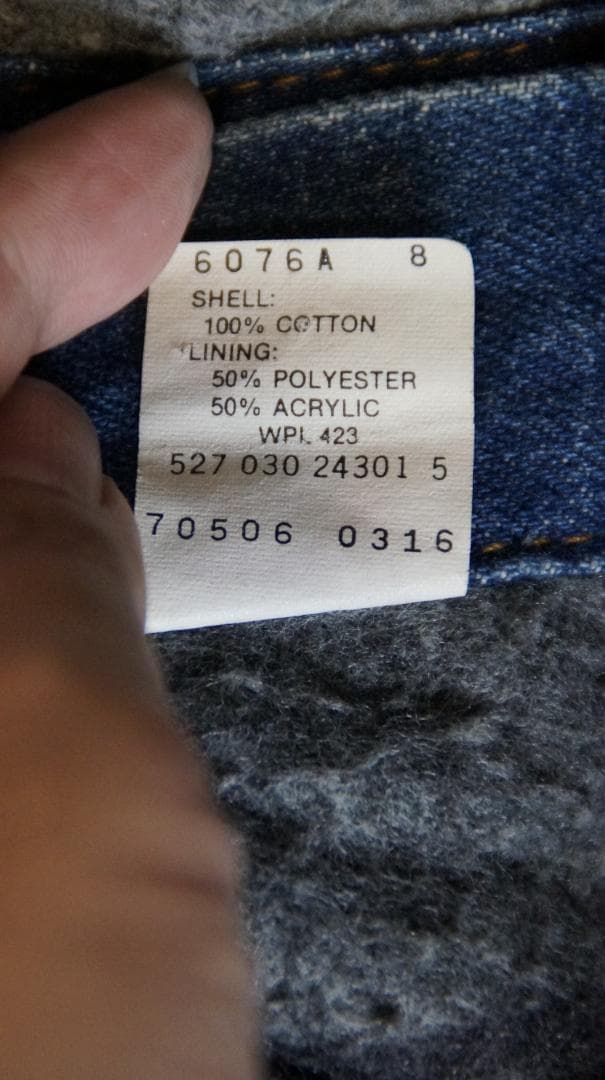 6076A 8
SHELL:
100% COTTON
LINING:
50% POLYESTER
50% ACRYLIC
WPL 423
527 030 24301 5
70506 0316